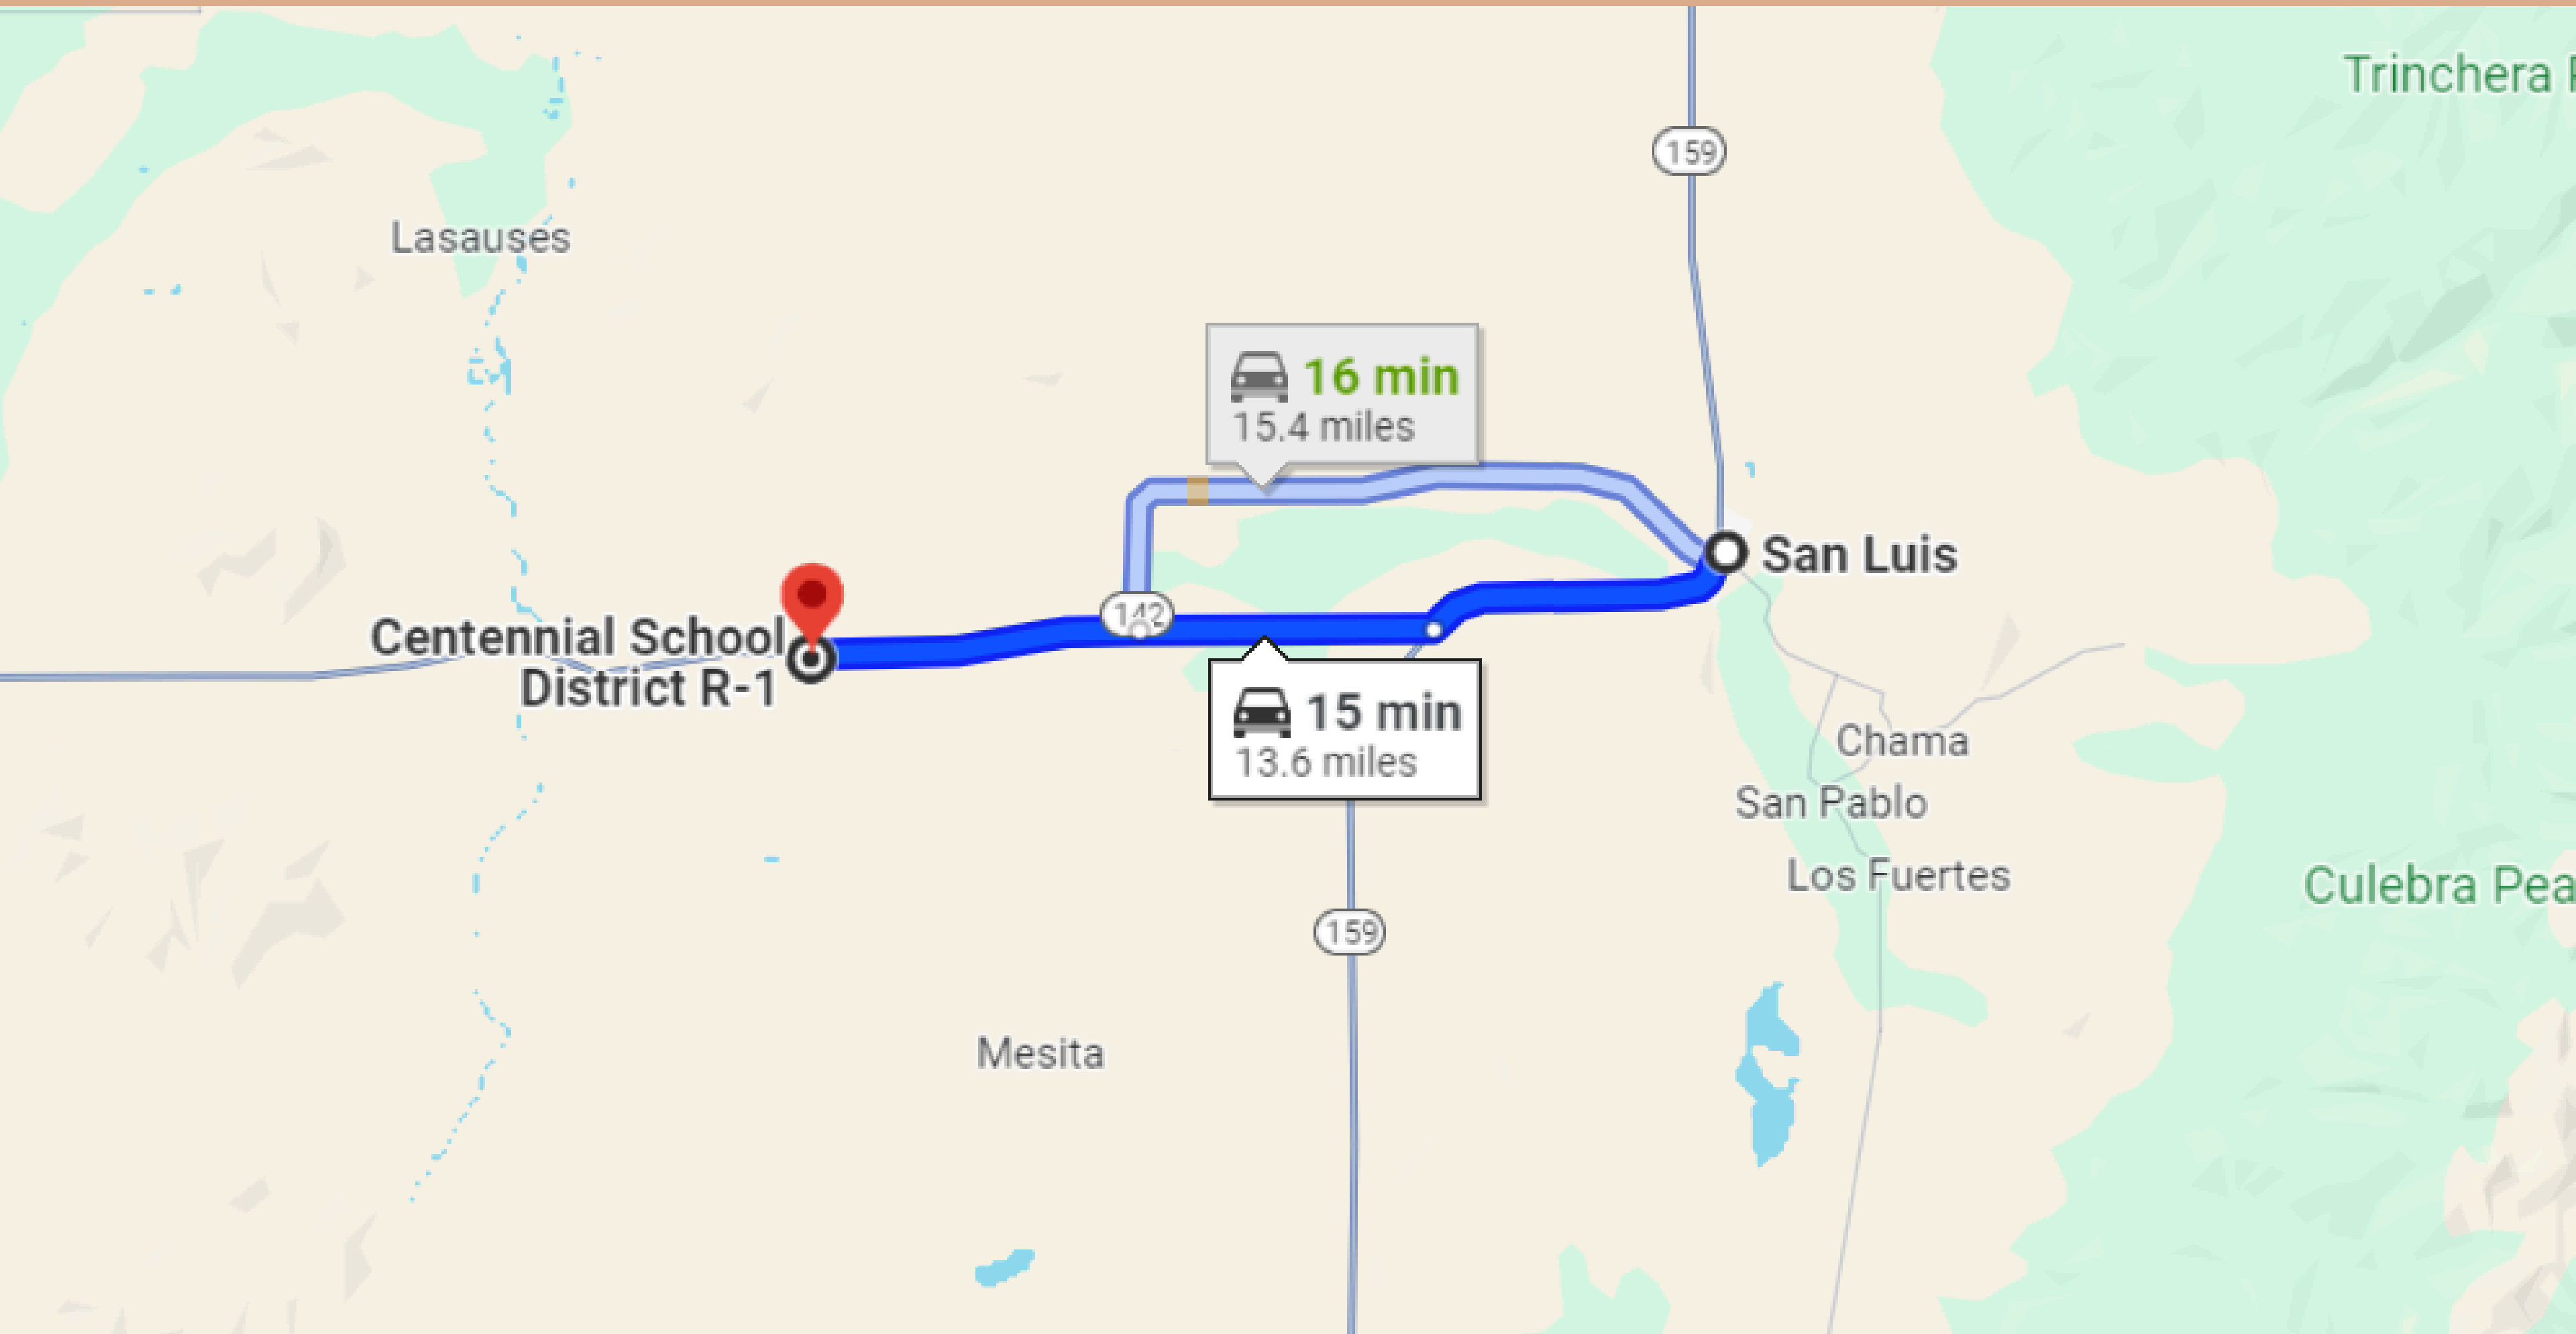 Trinchera
159
Lasauses
16 min
15.4 miles
San Luis
142
Centennial School
District R-1
15 min
13.6 miles
Chama
San Pablo
Los Fuertes
Culebra Pea
159
Mesita